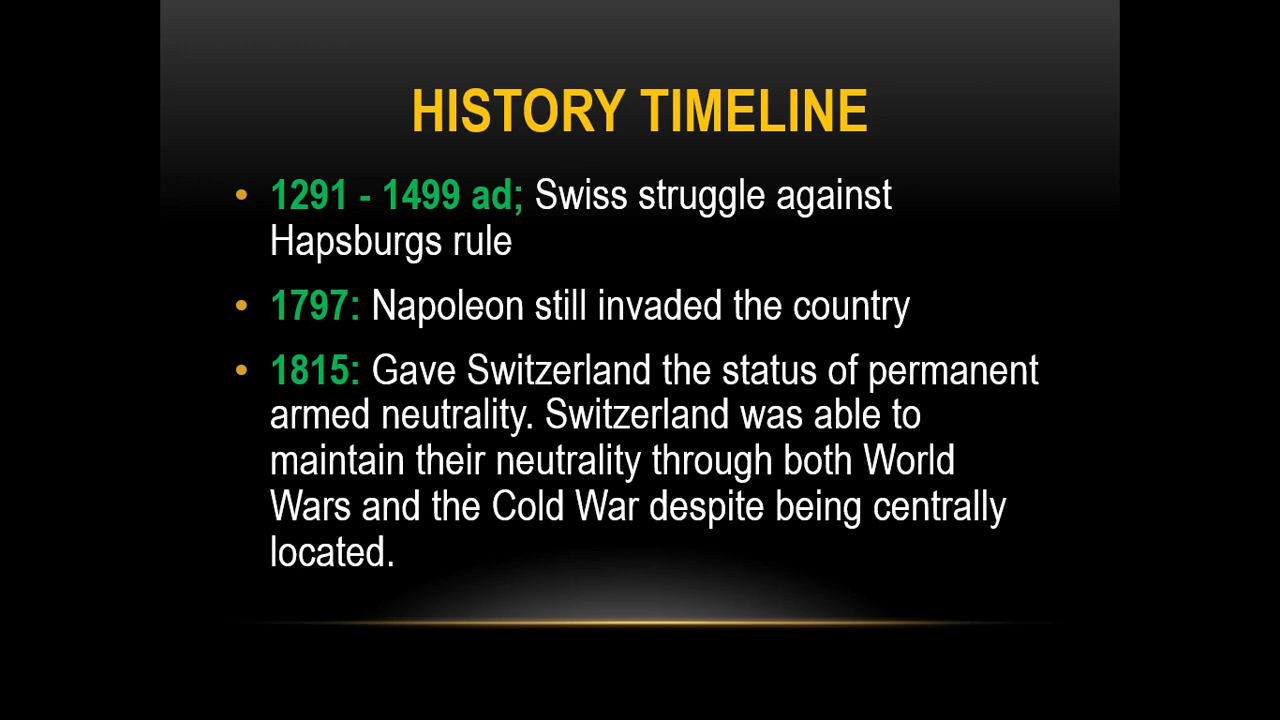 HISTORY TIMELINE
• 1291 - 1499 ad; Swiss struggle against
Hapsburgs rule
• 1797: Napoleon still invaded the country
• 1815: Gave Switzerland the status of permanent
armed neutrality. Switzerland was able to
maintain their neutrality through both World
Wars and the Cold War despite being centrally
located.